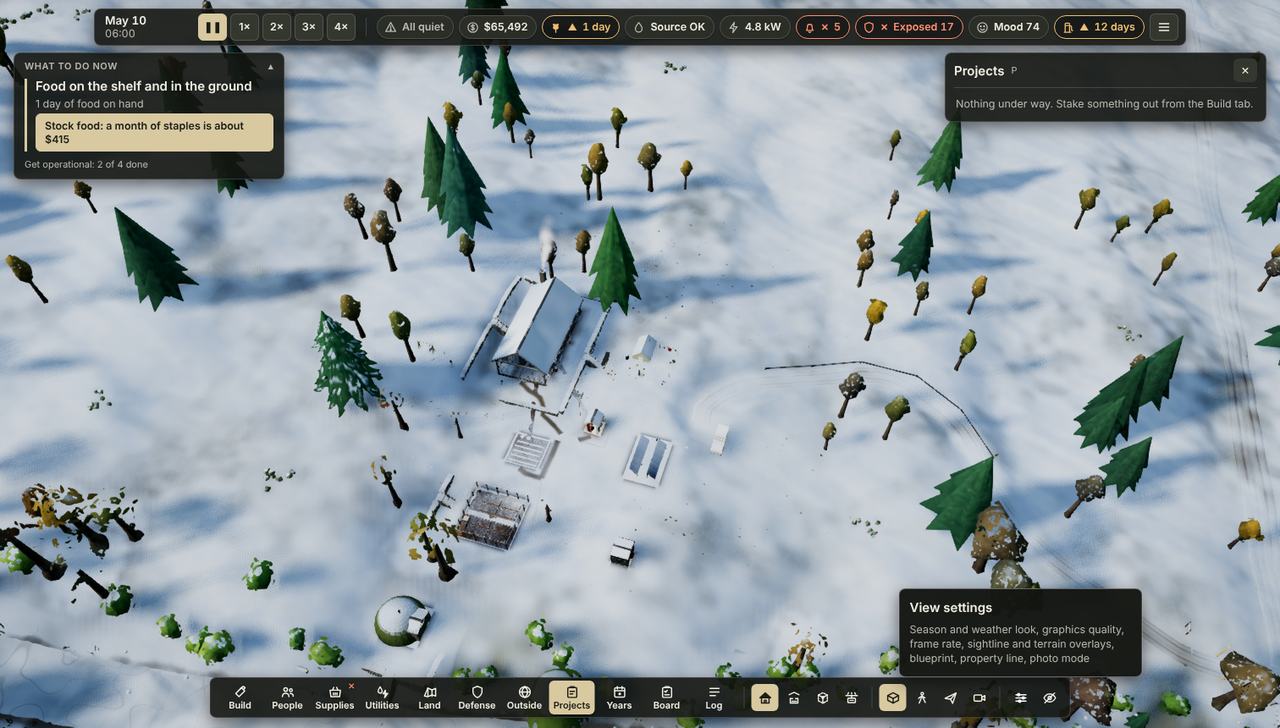 May 10
06:00
1×
2×
3×
4×
All quiet
$65,492
1 day
Source OK
4.8 kW
× 5
× Exposed 17
Mood 74
12 days
WHAT TO DO NOW
Food on the shelf and in the ground
1 day of food on hand
Stock food: a month of staples is about
$415
Get operational: 2 of 4 done
Projects P
Nothing under way. Stake something out from the Build tab.
View settings
Season and weather look, graphics quality,
frame rate, sightline and terrain overlays,
blueprint, property line, photo mode
Build
People
Supplies
Utilities
Land
Defense
Outside
Projects
Years
Board
Log